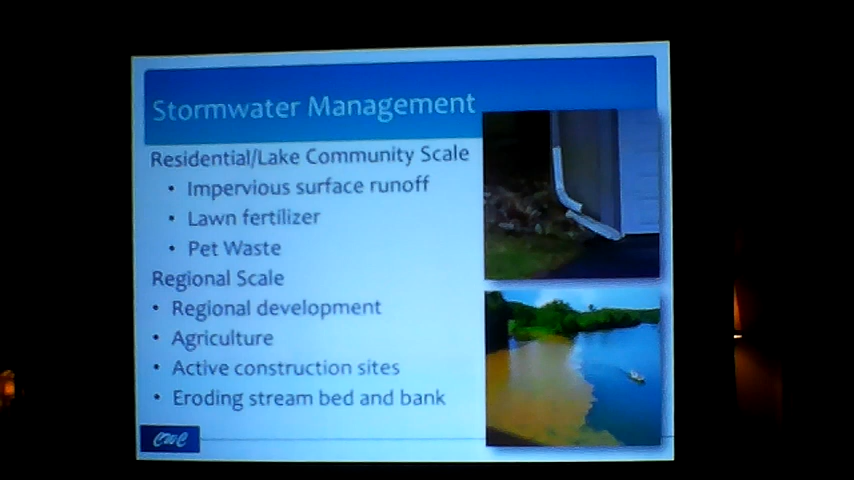 Stormwater Management
Residential/Lake Community Scale
• Impervious surface runoff
• Lawn fertilizer
• Pet Waste
Regional Scale
• Regional development
• Agriculture
• Active construction sites
• Eroding stream bed and bank
CWC